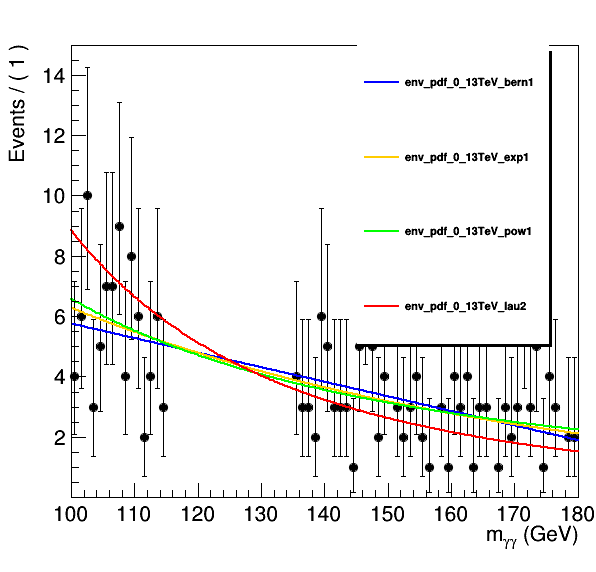 Events / ( 1 )
14
12
10
8
6
4
2
env_pdf_0_13TeV_bern1
env_pdf_0_13TeV_exp1
env_pdf_0_13TeV_pow1
env_pdf_0_13TeV_lau2
100 110 120 130 140 150 160 170 180
mγγ (GeV)